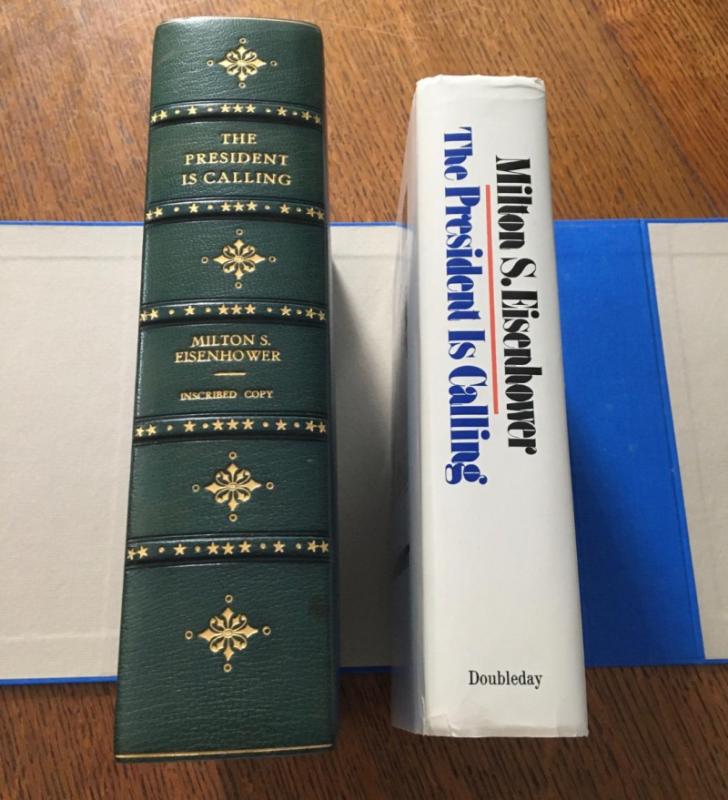 THE
PRESIDENT
IS CALLING
MILTON S.
EISENHOWER
INSCRIBED COPY
Milton S. Eisenhower
The President Is Calling
Doubleday